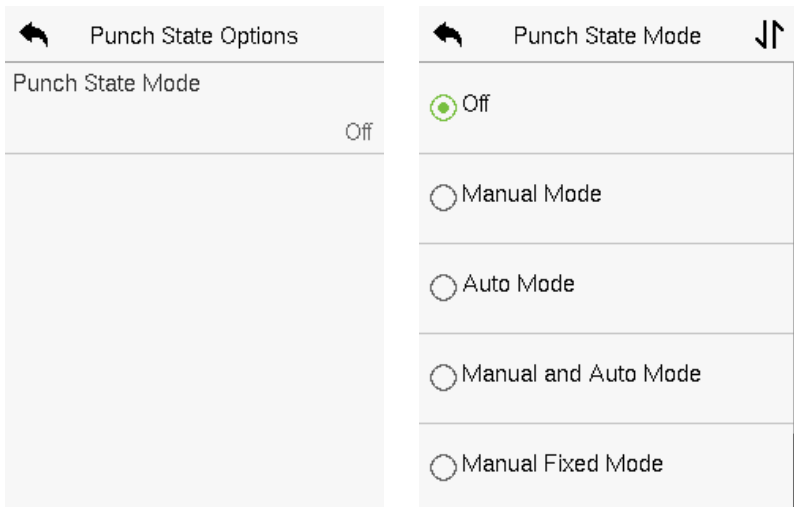 Punch State Options
Punch State Mode
Off
Punch State Mode
Off
Manual Mode
Auto Mode
Manual and Auto Mode
Manual Fixed Mode